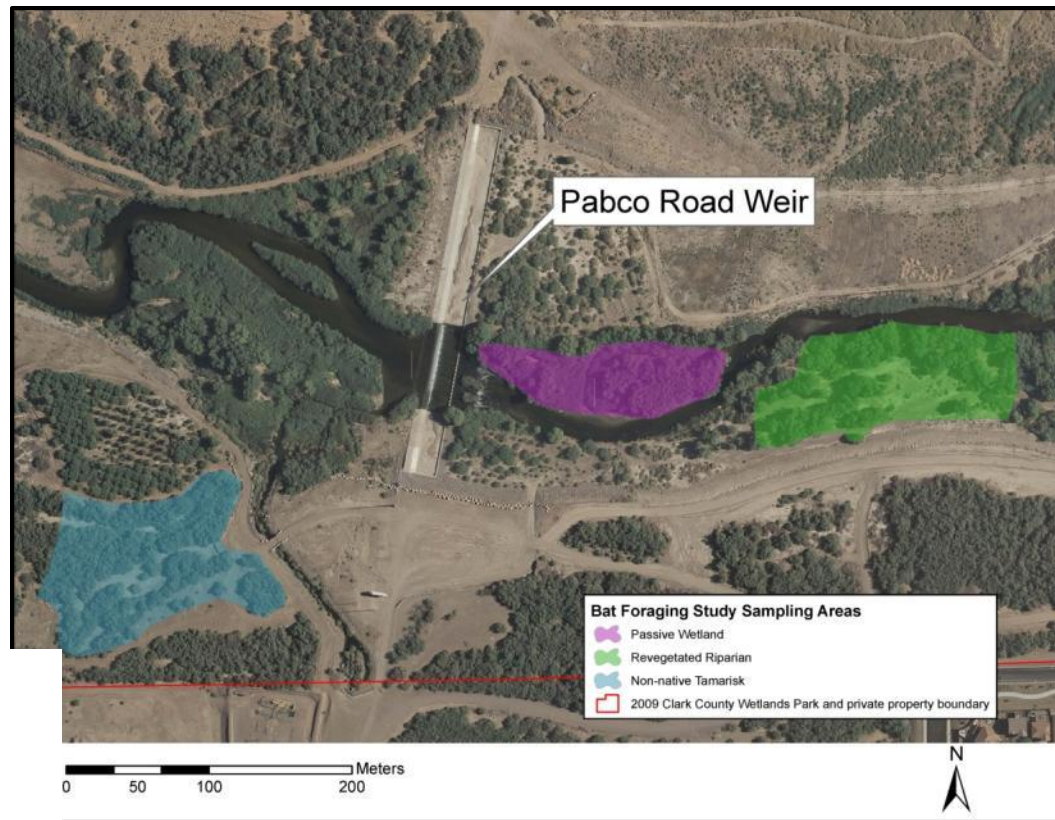 Pabco Road Weir
Bat Foraging Study Sampling Areas
Passive Wetland
Revegetated Riparian
Non-native Tamarisk
2009 Clark County Wetlands Park and private property boundary
N
Meters
0 50 100 200